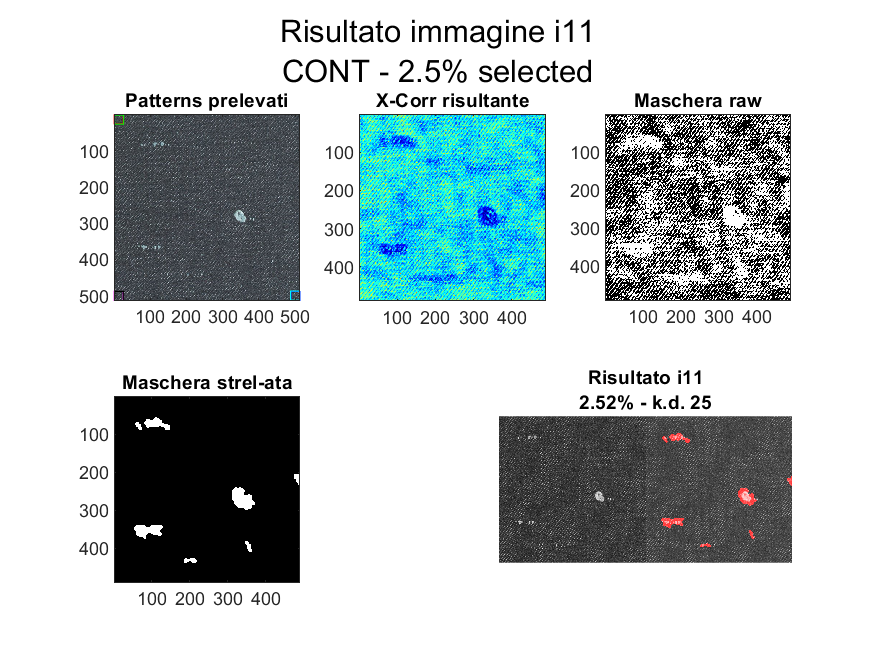 Risultato immagine i11
CONT - 2.5% selected
Patterns prelevati
100
200
300
400
500
100 200 300 400 500
X-Corr risultante
100
200
300
400
100 200 300 400
Maschera raw
100
200
300
400
100 200 300 400
Maschera strel-ata
100
200
300
400
100 200 300 400
Risultato i11
2.52% - k.d. 25